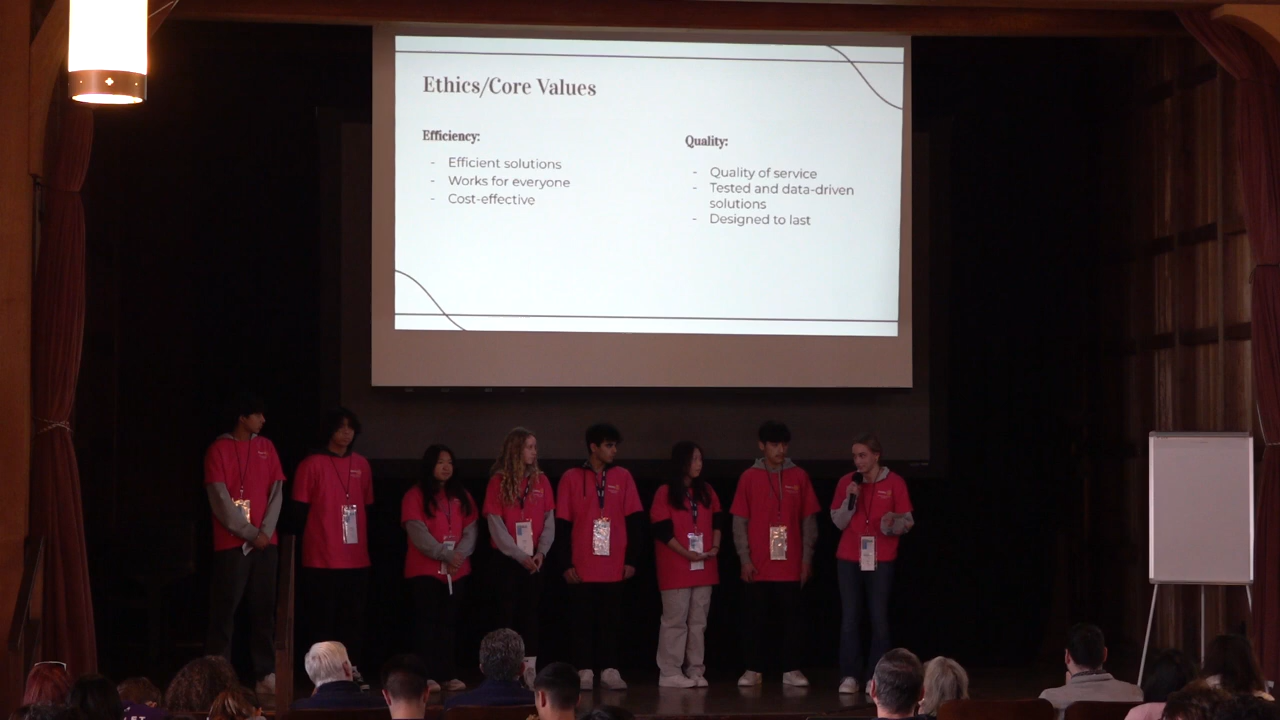 Ethics/Core Values
Efficiency:
- Efficient solutions
- Works for everyone
- Cost-effective
Quality:
- Quality of service
- Tested and data-driven
solutions
- Designed to last